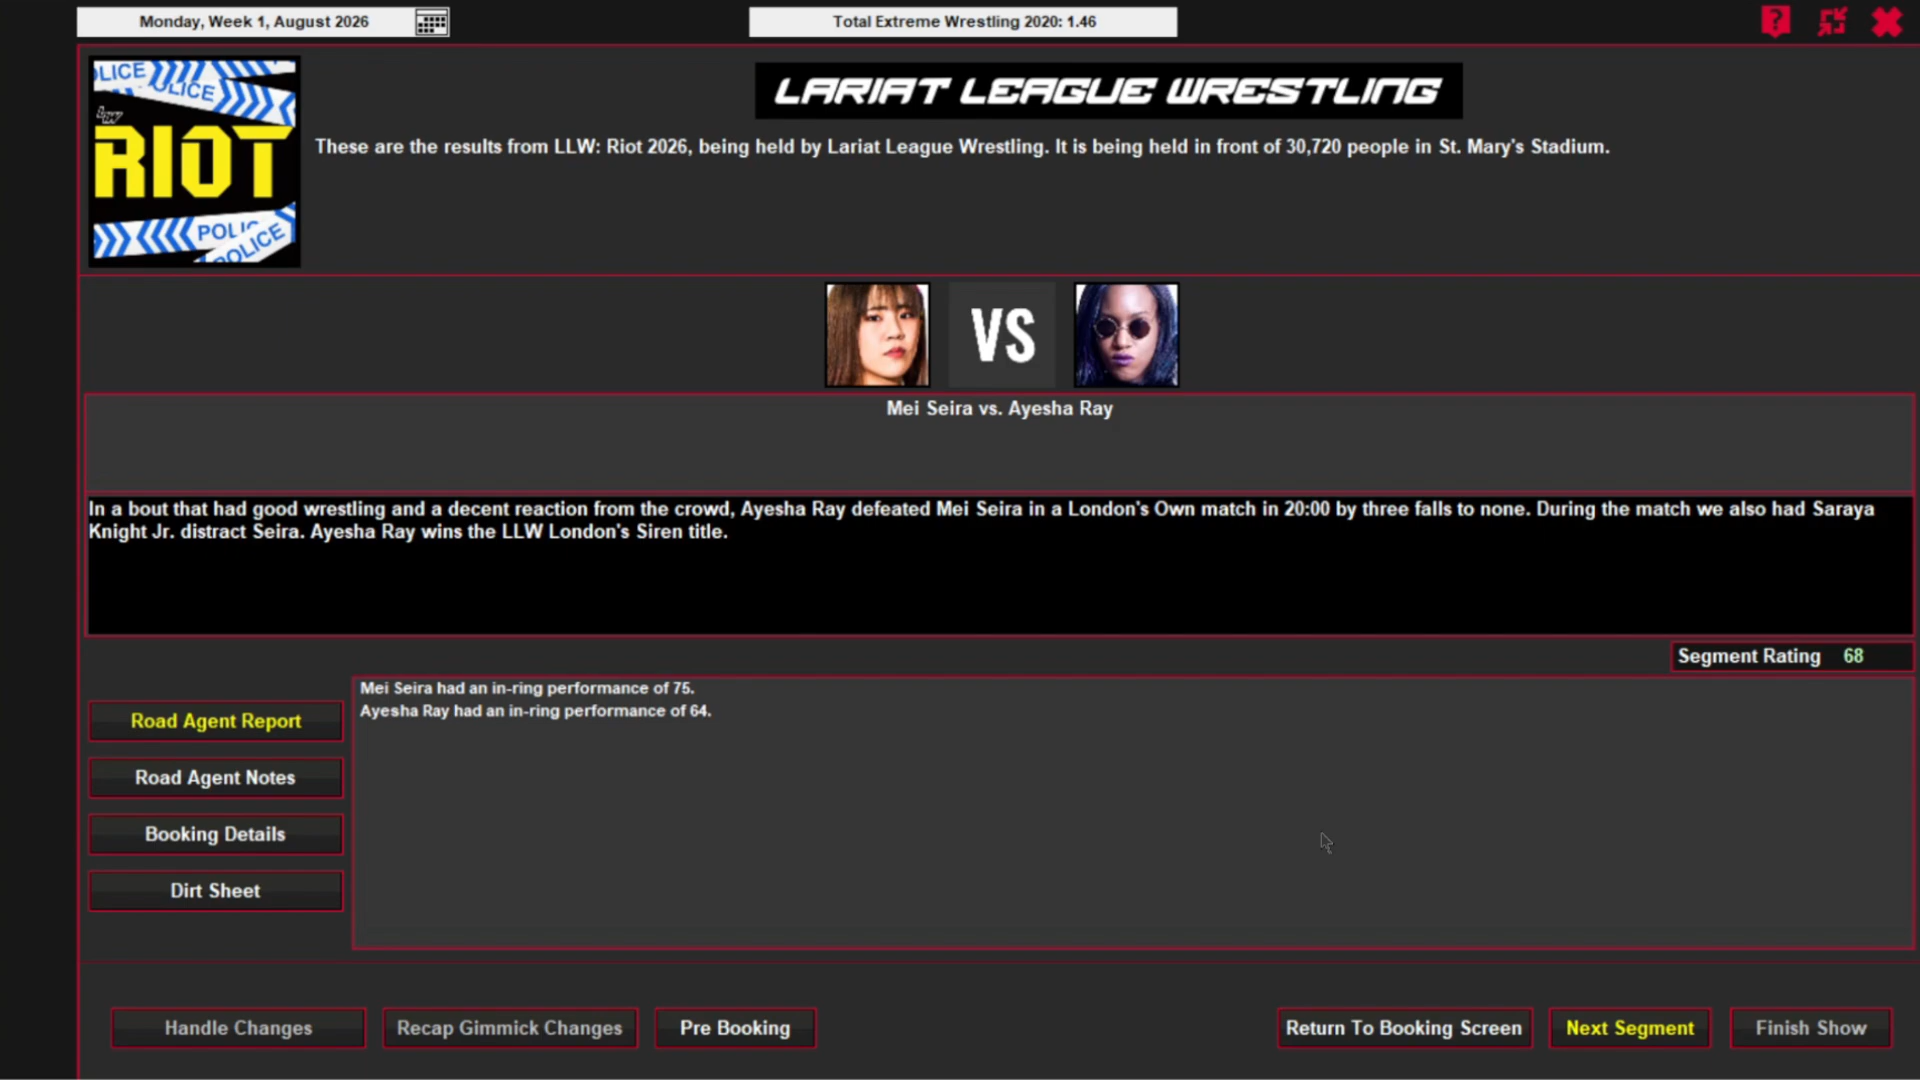 Monday, Week 1, August 2026
Total Extreme Wrestling 2020: 1.46
?
LARIAT LEAGUE WRESTLING
OLICE
OLICE
RIOT
POLIC
POLICE
These are the results from LLW: Riot 2026, being held by Lariat League Wrestling. It is being held in front of 30,720 people in St. Mary's Stadium.
VS
Mei Seira vs. Ayesha Ray
In a bout that had good wrestling and a decent reaction from the crowd, Ayesha Ray defeated Mei Seira in a London's Own match in 20:00 by three falls to none. During the match we also had Saraya
Knight Jr. distract Seira. Ayesha Ray wins the LLW London's Siren title.
Segment Rating 68
Mei Seira had an in-ring performance of 75.
Ayesha Ray had an in-ring performance of 64.
Road Agent Report
Road Agent Notes
Booking Details
Dirt Sheet
Handle Changes
Recap Gimmick Changes
Pre Booking
Return To Booking Screen
Next Segment
Finish Show